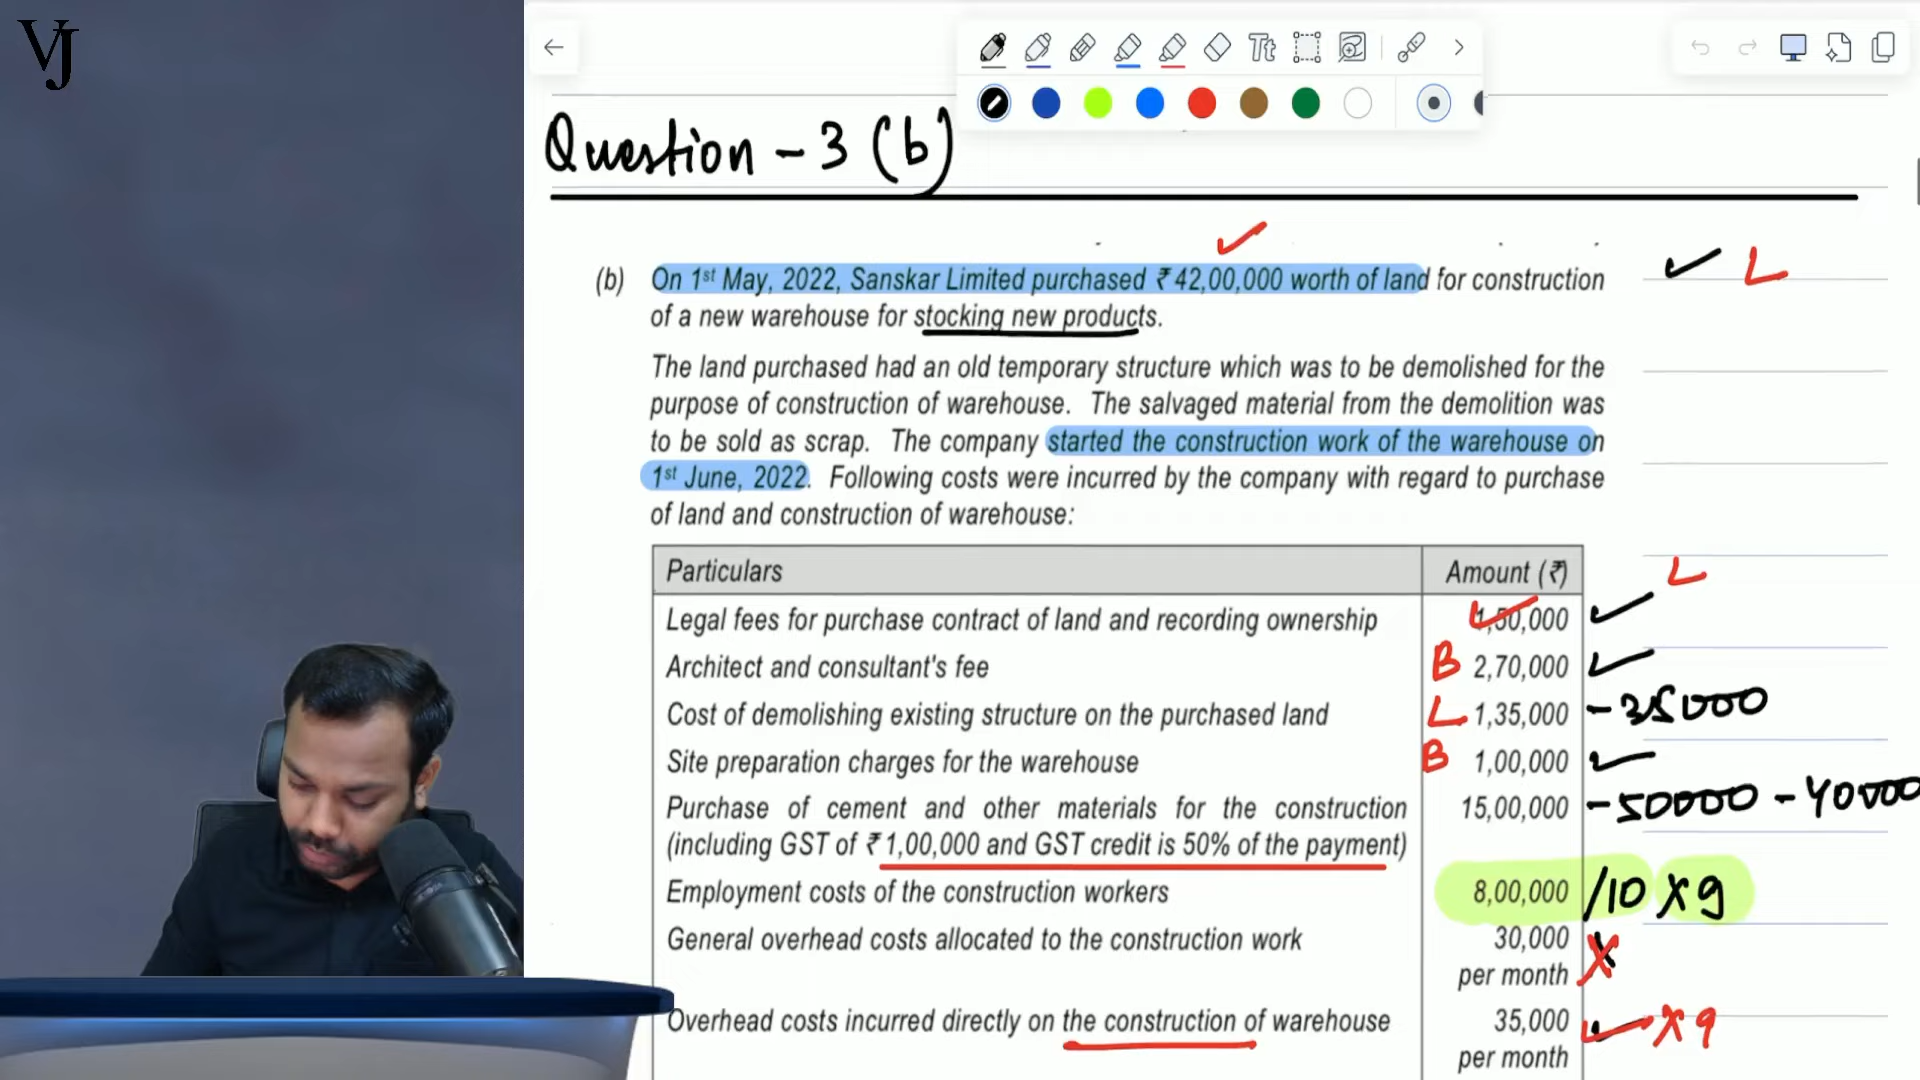 VJ
Tt
Question - 3 (b)
(b) On 1st May, 2022, Sanskar Limited purchased ₹ 42,00,000 worth of land for construction ✓ L
of a new warehouse for stocking new products.
The land purchased had an old temporary structure which was to be demolished for the
purpose of construction of warehouse. The salvaged material from the demolition was
to be sold as scrap. The company started the construction work of the warehouse on
1st June, 2022. Following costs were incurred by the company with regard to purchase
of land and construction of warehouse:
Particulars Amount (₹)
Legal fees for purchase contract of land and recording ownership 1,50,000 ✓ L
Architect and consultant's fee B 2,70,000 ✓
Cost of demolishing existing structure on the purchased land L 1,35,000 - 35000
Site preparation charges for the warehouse B 1,00,000 ✓
Purchase of cement and other materials for the construction 15,00,000 - 50000 - 40000
(including GST of ₹ 1,00,000 and GST credit is 50% of the payment)
Employment costs of the construction workers 8,00,000 /10 x 9
General overhead costs allocated to the construction work 30,000
per month X
Overhead costs incurred directly on the construction of warehouse 35,000 ✓ x 9
per month